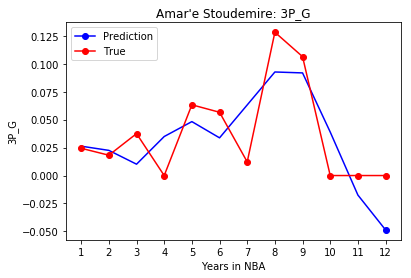 Amar'e Stoudemire: 3P_G
Prediction
True
0.125
0.100
0.075
0.050
0.025
0.000
−0.025
−0.050
3P_G
1 2 3 4 5 6 7 8 9 10 11 12
Years in NBA